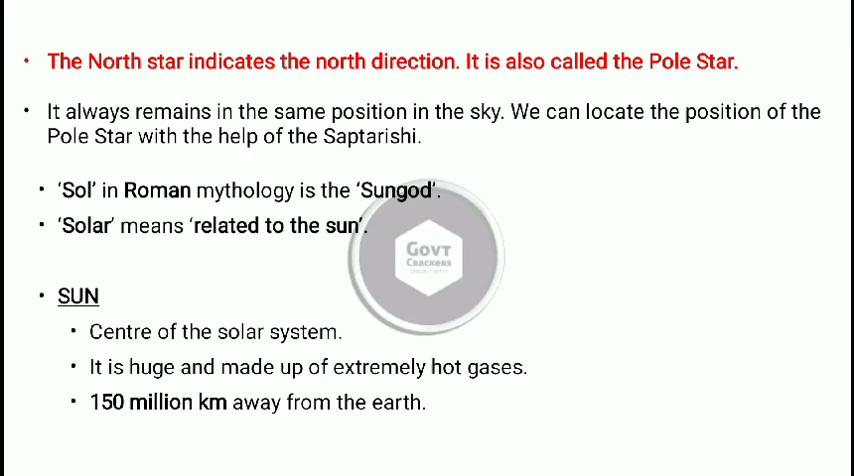 • The North star indicates the north direction. It is also called the Pole Star.
• It always remains in the same position in the sky. We can locate the position of the
Pole Star with the help of the Saptarishi.
• ‘Sol’ in Roman mythology is the ‘Sungod’.
• ‘Solar’ means ‘related to the sun’.
GOVT
CRACKERS
• SUN
• Centre of the solar system.
• It is huge and made up of extremely hot gases.
• 150 million km away from the earth.